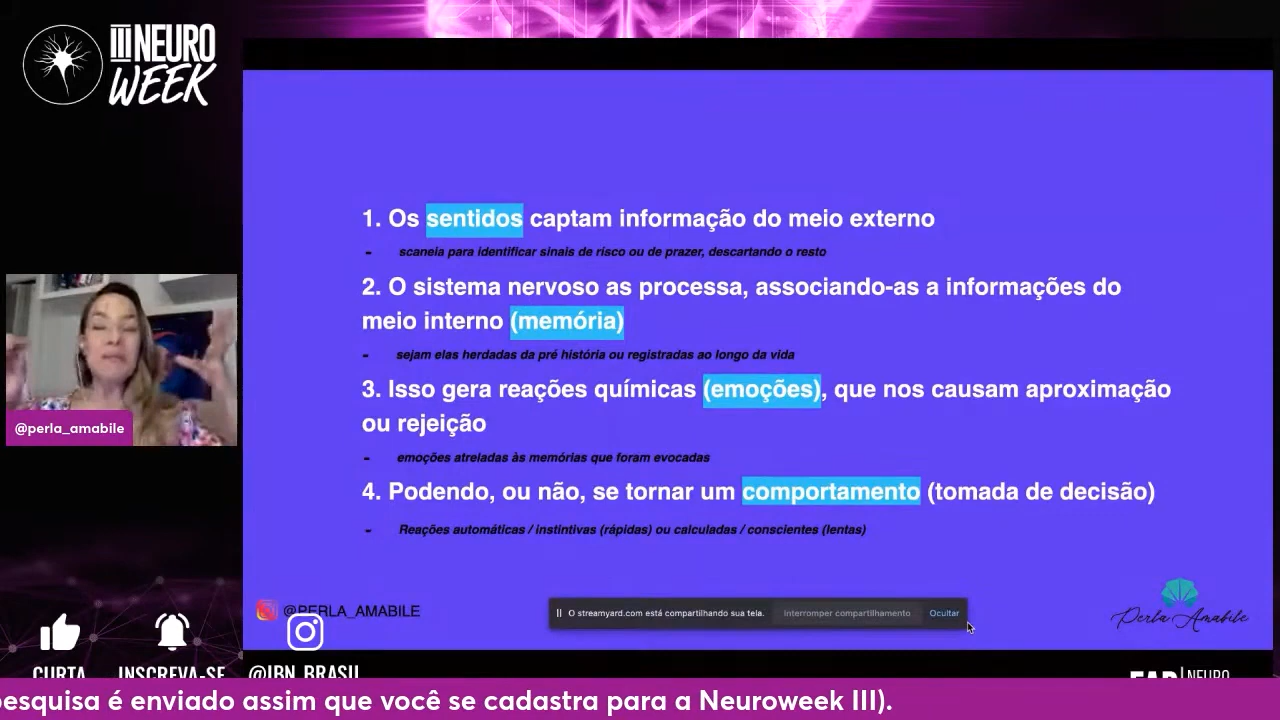 III NEURO
WEEK
1. Os sentidos captam informação do meio externo
- scaneia para identificar sinais de risco ou de prazer, descartando o resto
2. O sistema nervoso as processa, associando-as a informações do
meio interno (memória)
- sejam elas herdadas da pré história ou registradas ao longo da vida
3. Isso gera reações químicas (emoções), que nos causam aproximação
ou rejeição
- emoções atreladas às memórias que foram evocadas
4. Podendo, ou não, se tornar um comportamento (tomada de decisão)
- Reações automáticas / instintivas (rápidas) ou calculadas / conscientes (lentas)
@perla_amabile
@PERLA_AMABILE
O streamyard.com está compartilhando sua tela. Interromper compartilhamento Ocultar
Perla Amabile
CURTA INSCREVA-SE @IBN_BRASIL
NEURO
esquisa é enviado assim que você se cadastra para a Neuroweek III).